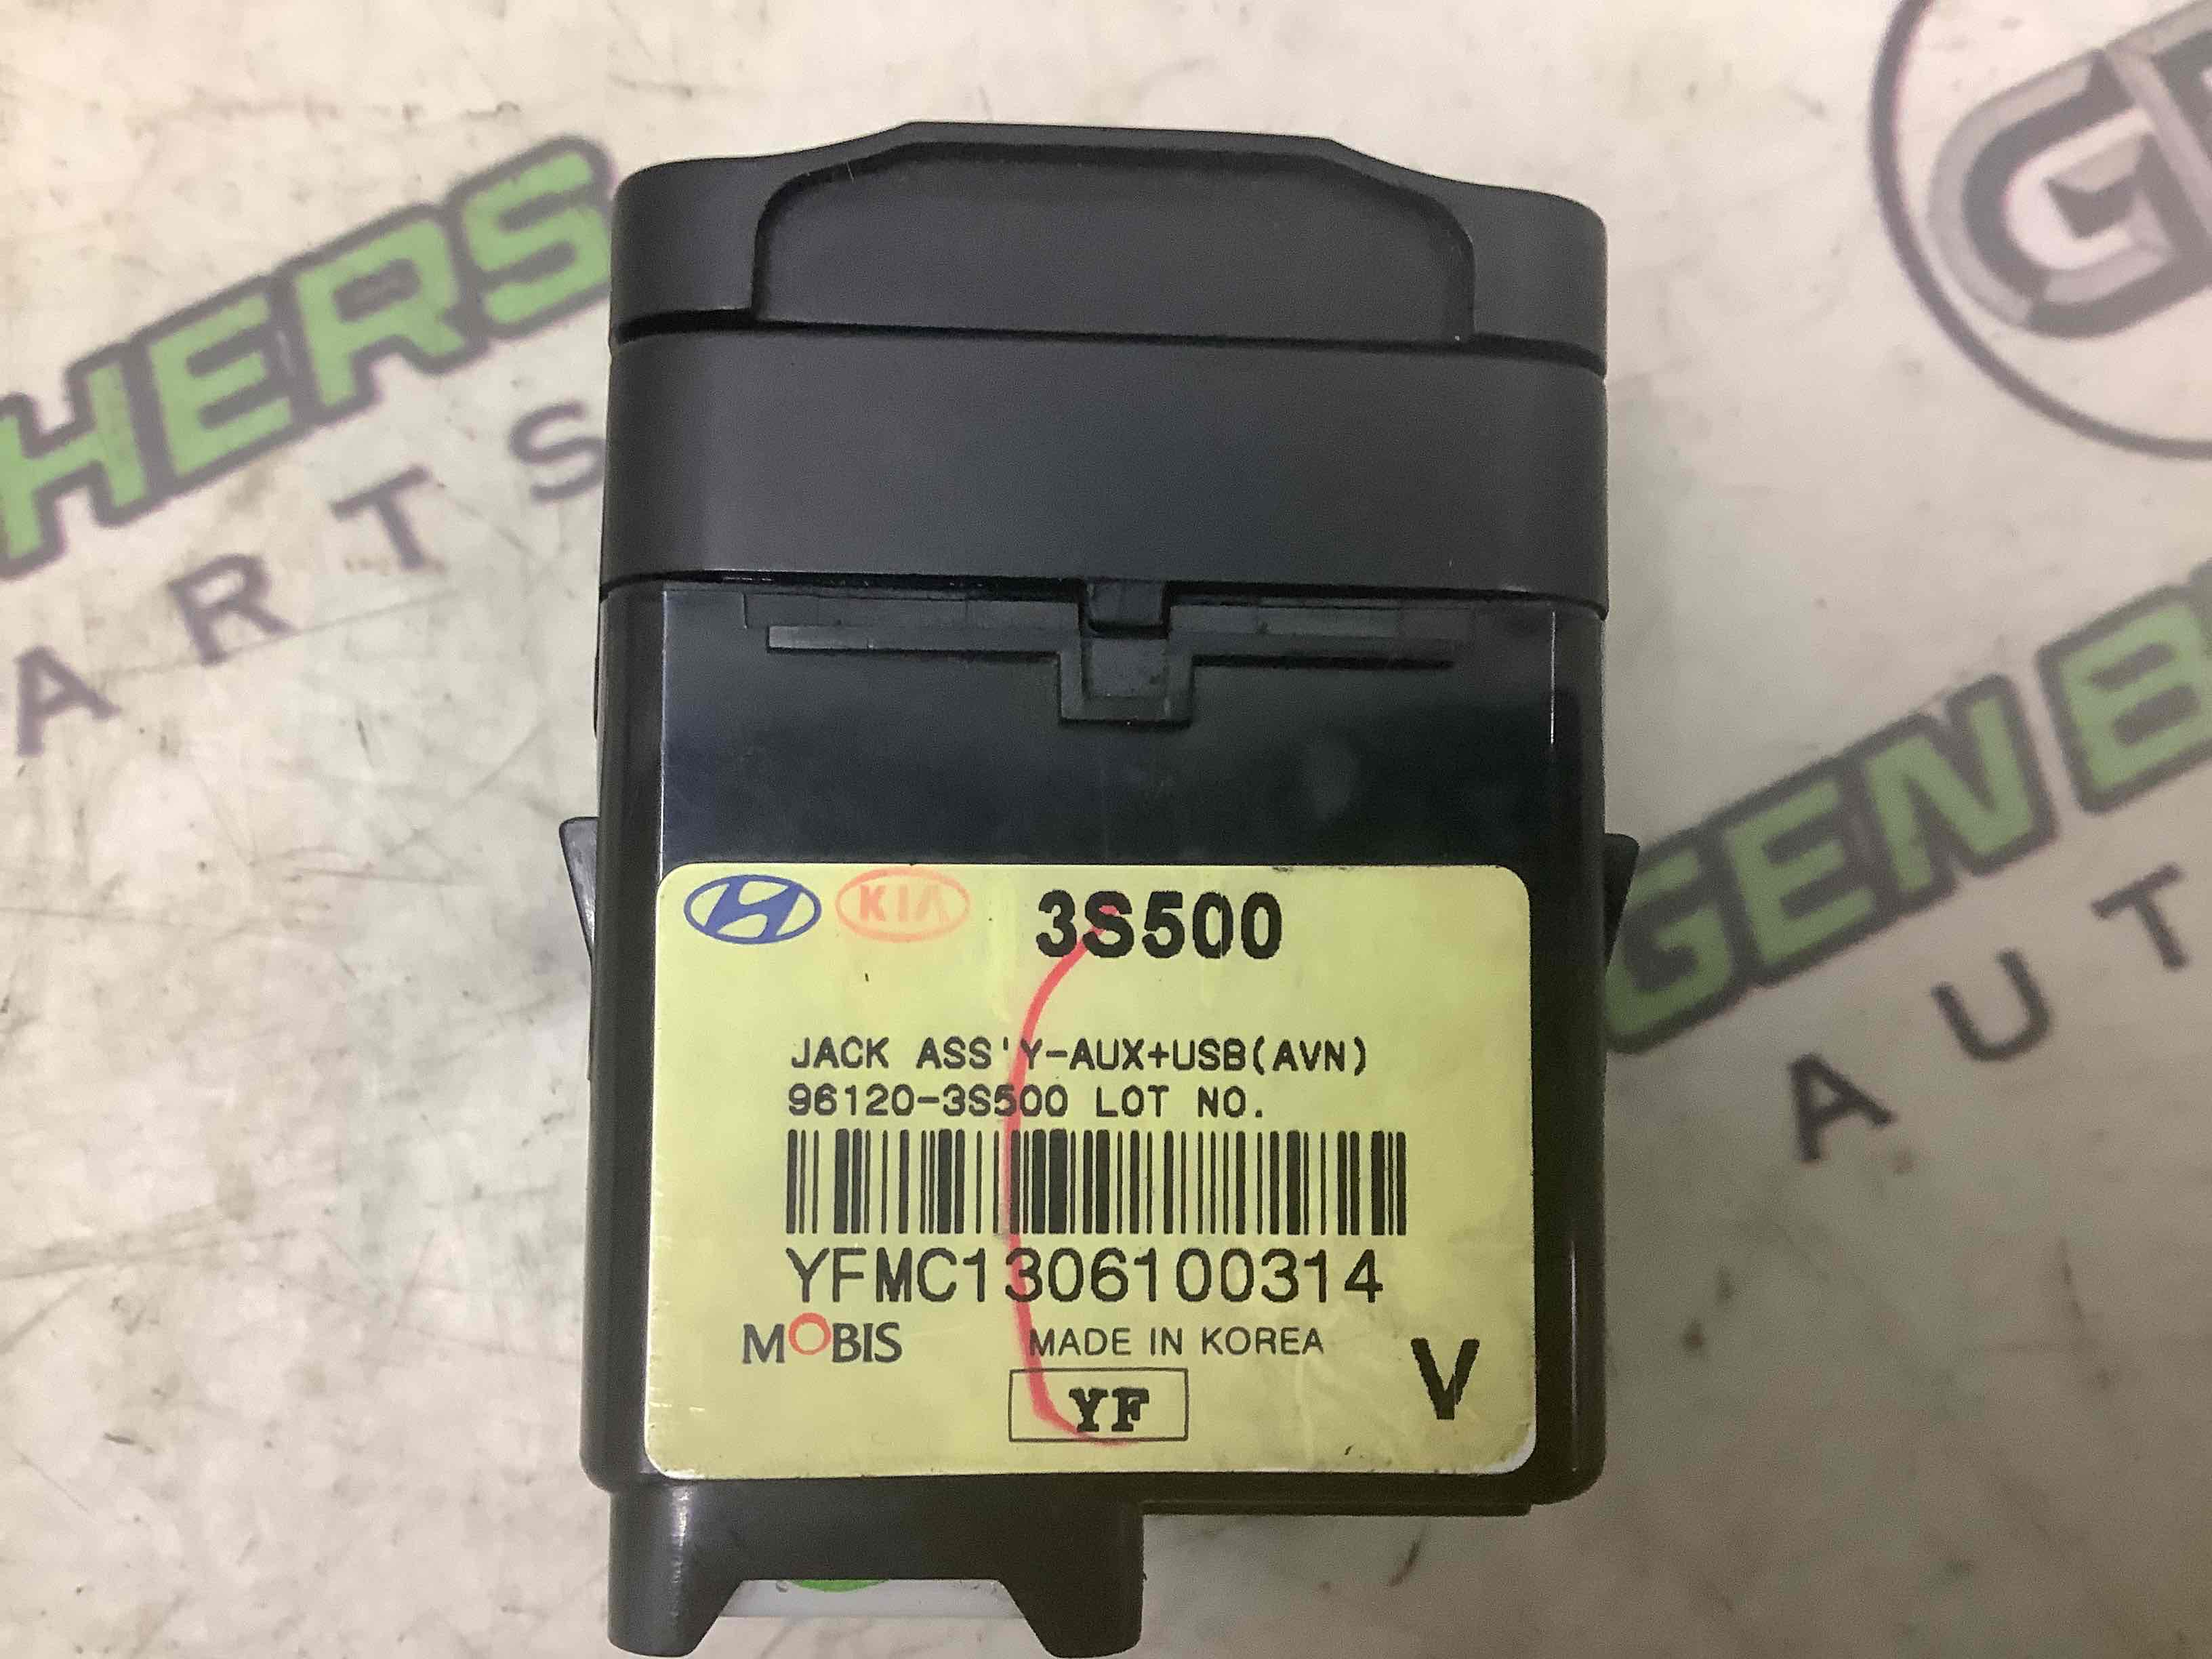 HERS
ARTS
GENB
AUT
KIA 3S500
JACK ASS'Y-AUX+USB(AVN)
96120-3S500 LOT NO.
YFMC1306100314
MOBIS MADE IN KOREA
YF
V